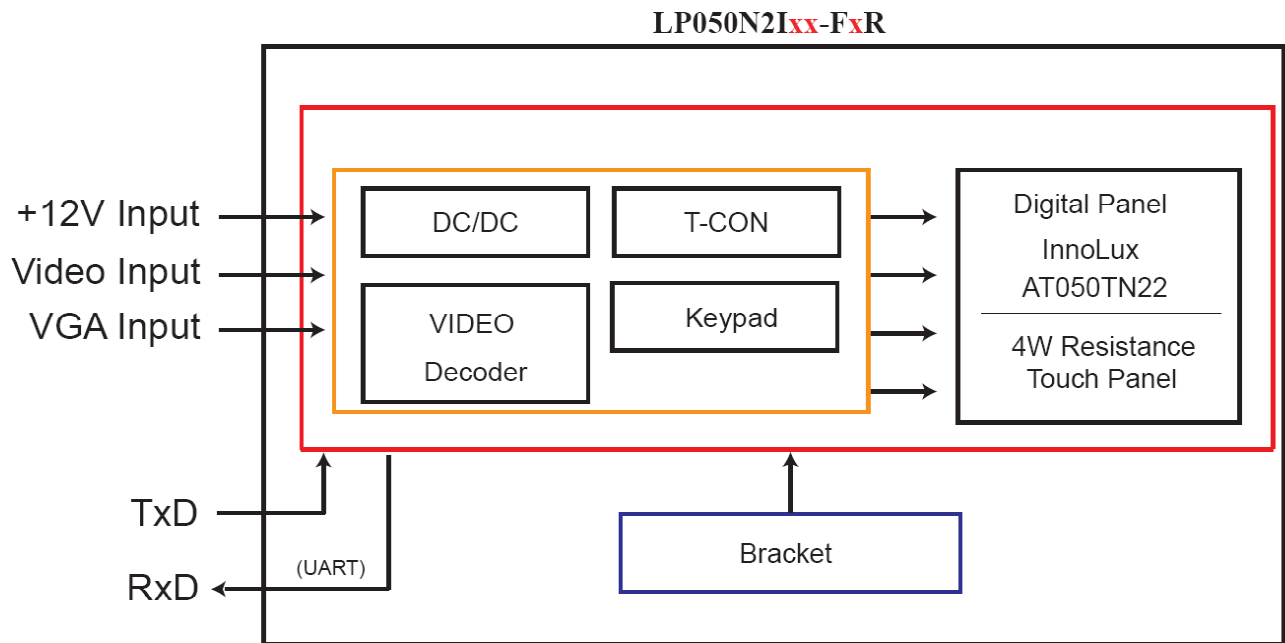 LP050N2Ixx-FxR
+12V Input
Video Input
VGA Input
DC/DC
T-CON
VIDEO
Decoder
Keypad
Digital Panel
InnoLux
AT050TN22
4W Resistance
Touch Panel
TxD
RxD
(UART)
Bracket